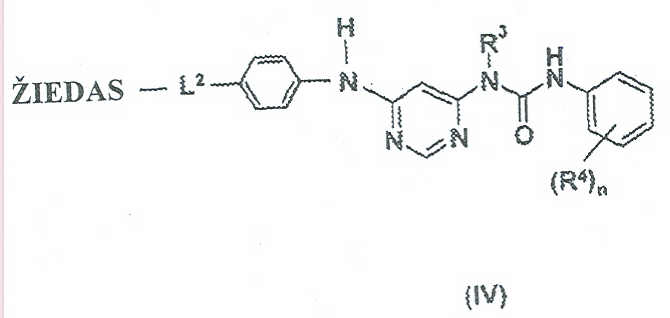 H
R³
H
ŽIEDAS — L² N N N
N N O
(R⁴)ₙ
(IV)